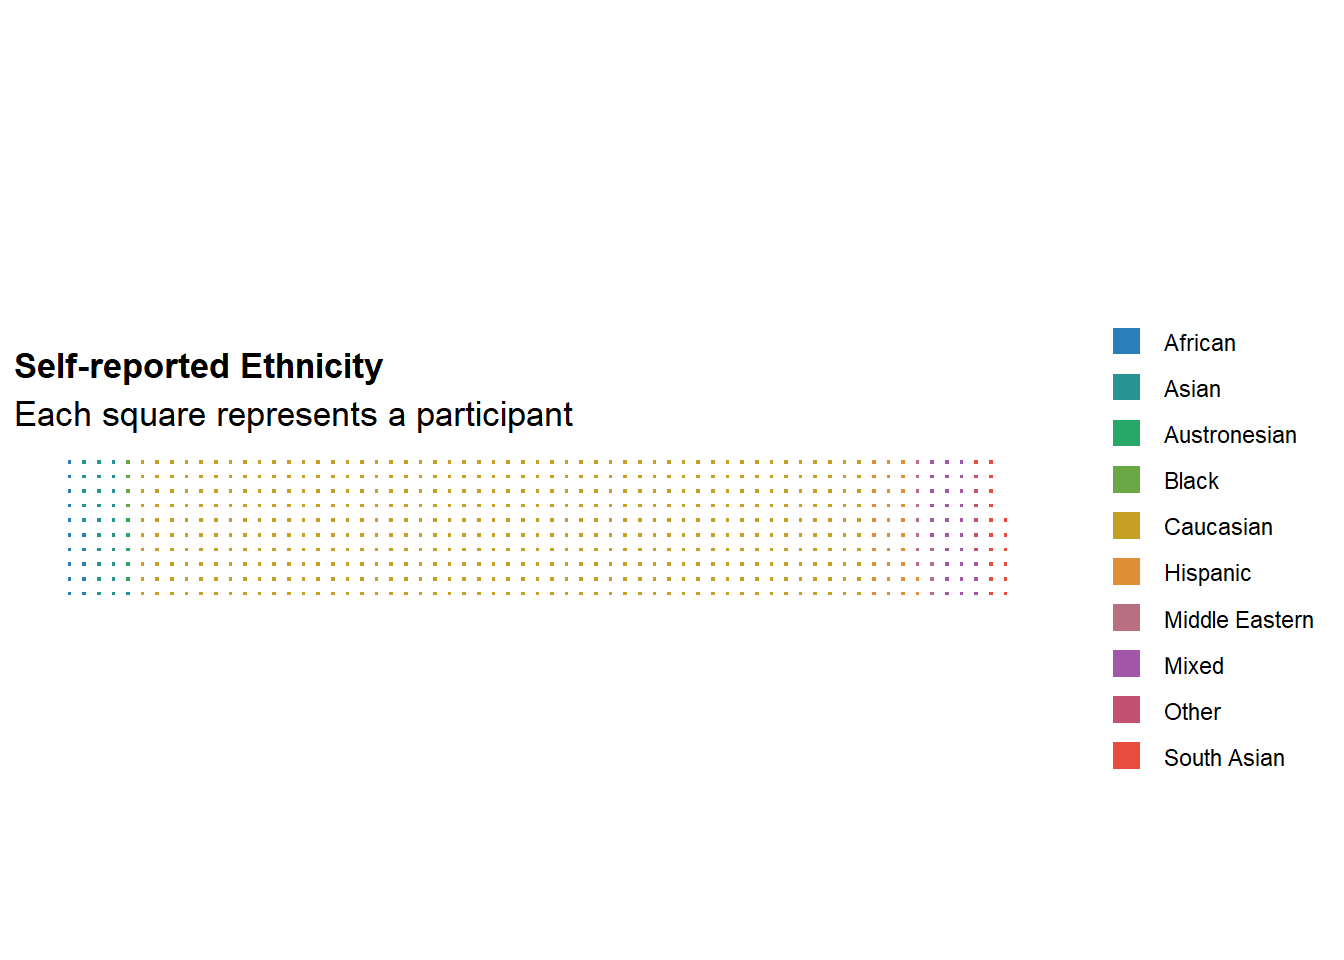 Self-reported Ethnicity
Each square represents a participant
African
Asian
Austronesian
Black
Caucasian
Hispanic
Middle Eastern
Mixed
Other
South Asian